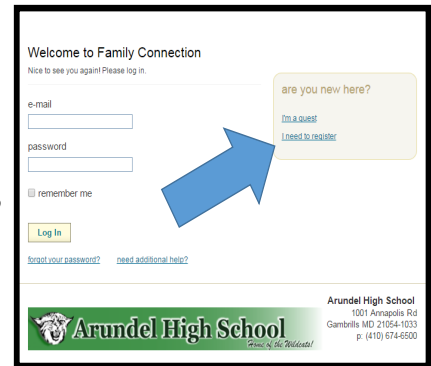 Welcome to Family Connection
Nice to see you again! Please log in.
e-mail
password
remember me
Log In
forgot your password? need additional help?
are you new here?
I'm a guest
I need to register
Arundel High School
Home of the Wildcats!
Arundel High School
1001 Annapolis Rd
Gambrills MD 21054-1033
p: (410) 674-6500